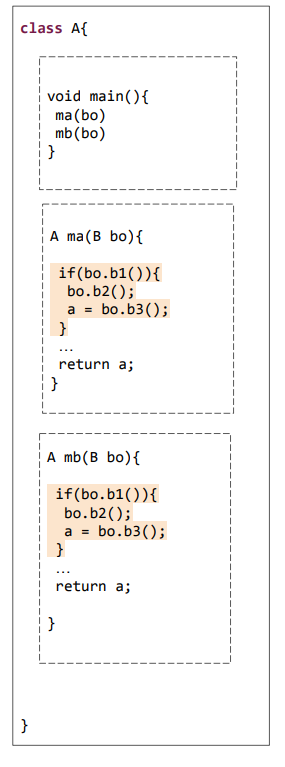 class A{
void main(){
ma(bo)
mb(bo)
}
A ma(B bo){
if(bo.b1()){
bo.b2();
a = bo.b3();
}
…
return a;
}
A mb(B bo){
if(bo.b1()){
bo.b2();
a = bo.b3();
}
…
return a;
}
}